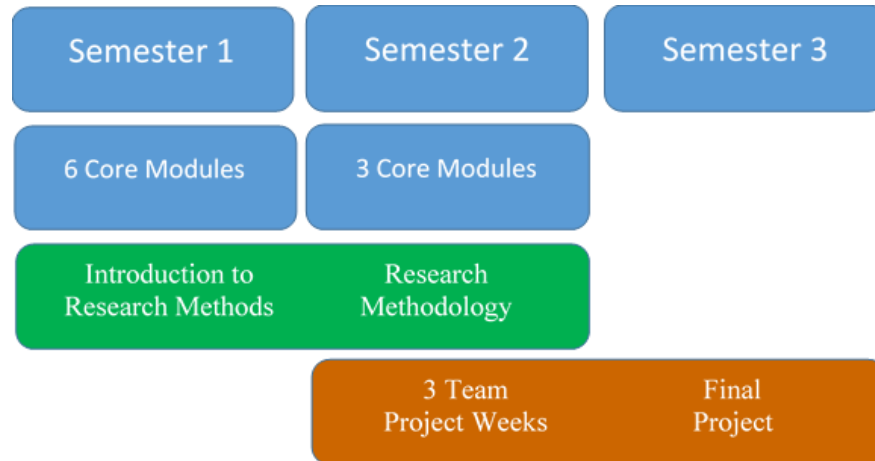 Semester 1
Semester 2
Semester 3
6 Core Modules
3 Core Modules
Introduction to
Research Methods
Research
Methodology
3 Team
Project Weeks
Final
Project